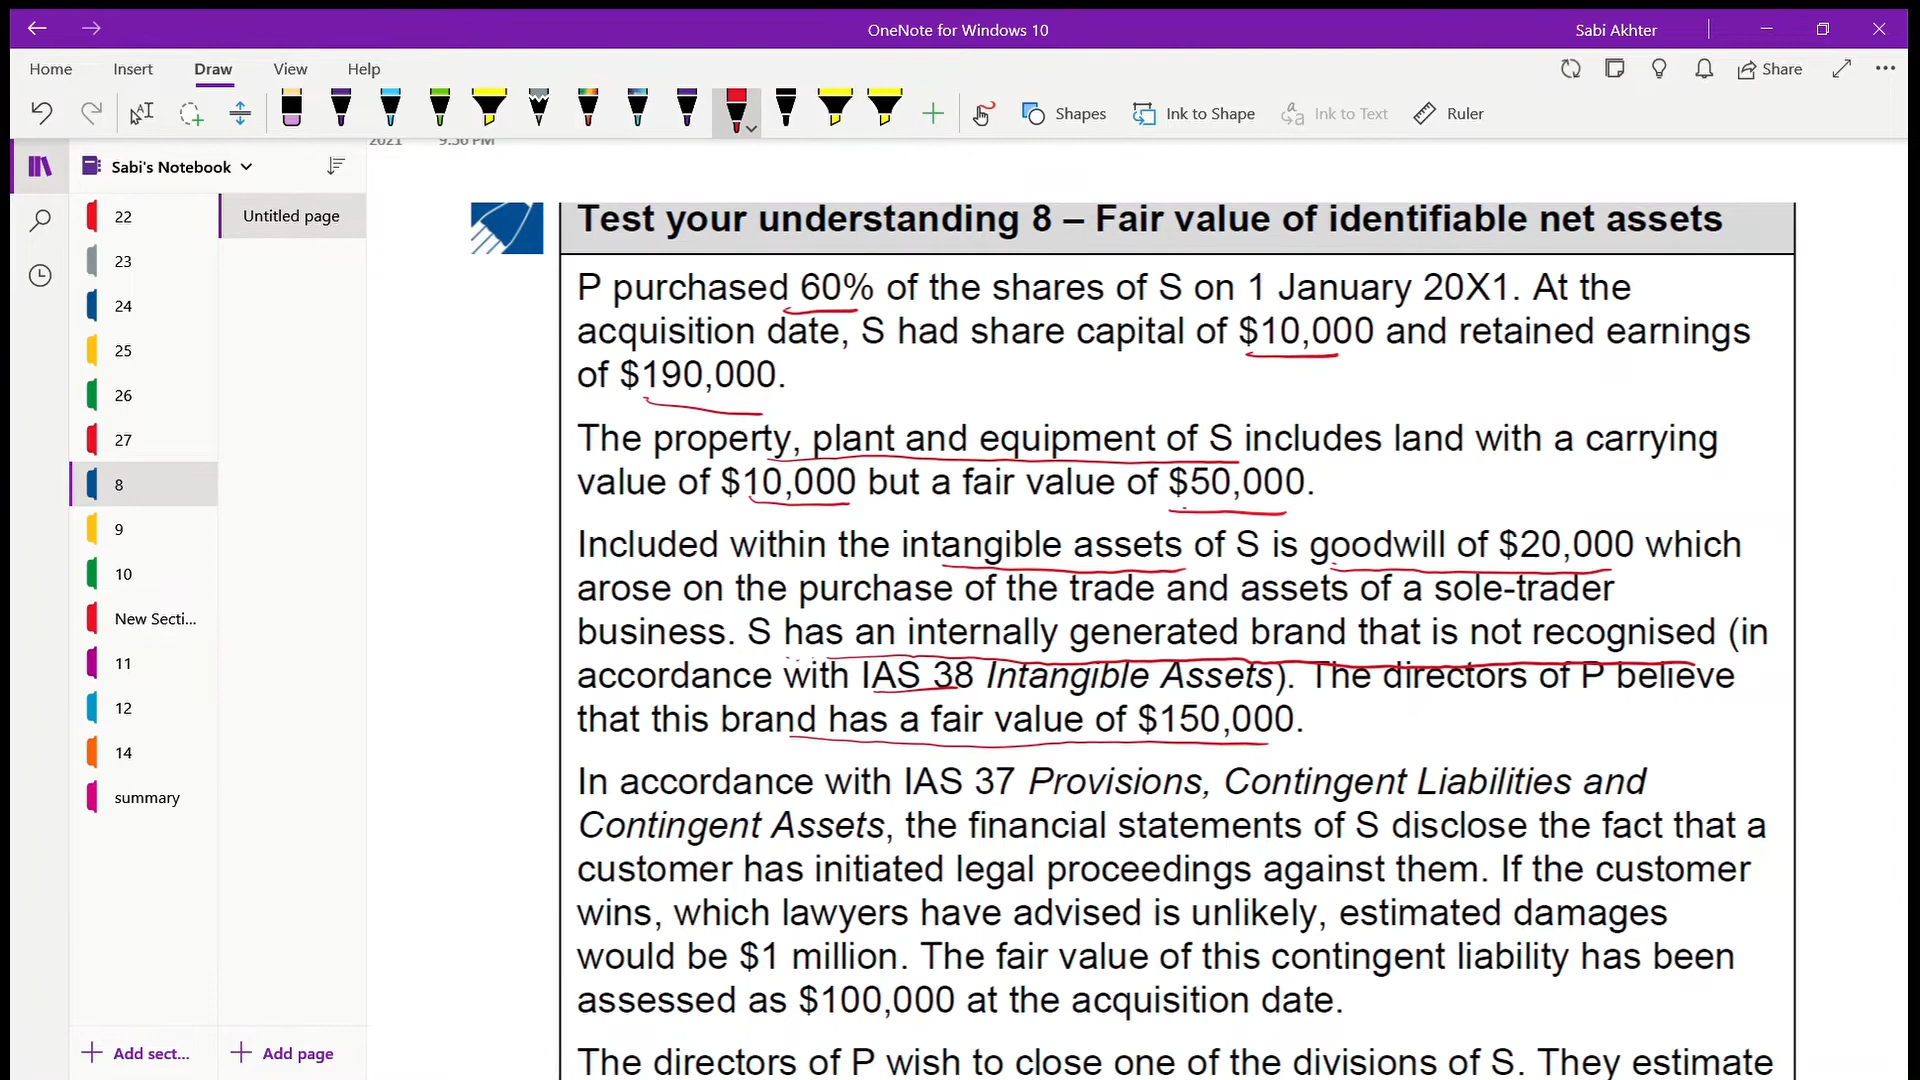 OneNote for Windows 10
Sabi Akhter
Home
Insert
Draw
View
Help
Share
Shapes
Ink to Shape
Ink to Text
Ruler
2021
9:36 PM
Sabi's Notebook
22
23
24
25
26
27
8
9
10
New Secti...
11
12
14
summary
Add sect...
Untitled page
Add page
Test your understanding 8 – Fair value of identifiable net assets
P purchased 60% of the shares of S on 1 January 20X1. At the
acquisition date, S had share capital of $10,000 and retained earnings
of $190,000.
The property, plant and equipment of S includes land with a carrying
value of $10,000 but a fair value of $50,000.
Included within the intangible assets of S is goodwill of $20,000 which
arose on the purchase of the trade and assets of a sole-trader
business. S has an internally generated brand that is not recognised (in
accordance with IAS 38 Intangible Assets). The directors of P believe
that this brand has a fair value of $150,000.
In accordance with IAS 37 Provisions, Contingent Liabilities and
Contingent Assets, the financial statements of S disclose the fact that a
customer has initiated legal proceedings against them. If the customer
wins, which lawyers have advised is unlikely, estimated damages
would be $1 million. The fair value of this contingent liability has been
assessed as $100,000 at the acquisition date.
The directors of P wish to close one of the divisions of S. They estimate